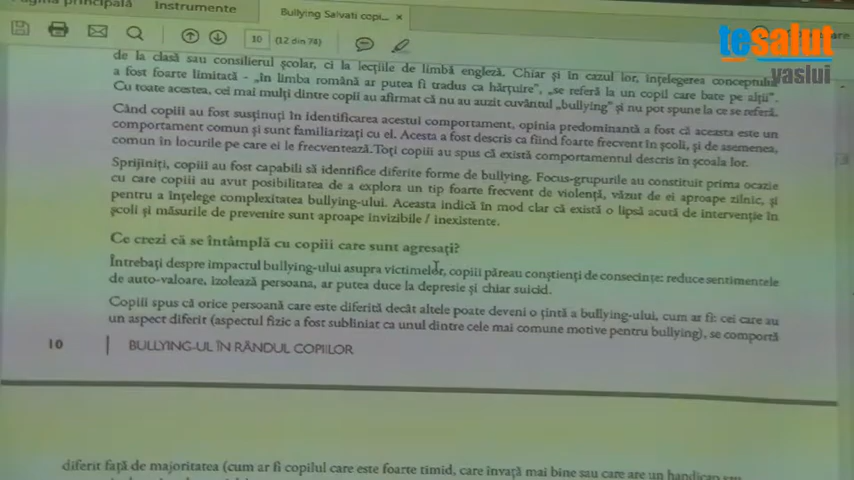 Instrumente
Bullying Salvati copi... ×
10 (12 din 74)
tesalut
vaslui
de la clasă sau consilierul școlar, ci la lecțiile de limbă engleză. Chiar și în cazul lor, înțelegerea conceptului
a fost foarte limitată - „în limba română ar putea fi tradus ca hărțuire", „se referă la un copil care bate pe alții".
Cu toate acestea, cei mai mulți dintre copii au afirmat că nu au auzit cuvântul „bullying" și nu pot spune la ce se referă.
Când copiii au fost susținuți în identificarea acestui comportament, opinia predominantă a fost că aceasta este un
comportament comun și sunt familiarizați cu el. Acesta a fost descris ca fiind foarte frecvent în școli, și de asemenea,
comun în locurile pe care ei le frecventează. Toți copiii au spus că există comportamentul descris în școala lor.
Sprijiniți, copiii au fost capabili să identifice diferite forme de bullying. Focus-grupurile au constituit prima ocazie
cu care copiii au avut posibilitatea de a explora un tip foarte frecvent de violență, văzut de ei aproape zilnic, și
pentru a înțelege complexitatea bullying-ului. Aceasta indică în mod clar că există o lipsă acută de intervenție în
școli și măsurile de prevenire sunt aproape invizibile / inexistente.
Ce crezi că se întâmplă cu copiii care sunt agresați?
Întrebați despre impactul bullying-ului asupra victimelor, copiii păreau conștienți de consecințe: reduce sentimentele
de auto-valoare, izolează persoana, ar putea duce la depresie și chiar suicid.
Copiii spus că orice persoană care este diferită decât altele poate deveni o țintă a bullying-ului, cum ar fi: cei care au
un aspect diferit (aspectul fizic a fost subliniat ca unul dintre cele mai comune motive pentru bullying), se comportă
10 | BULLYING-UL ÎN RÂNDUL COPIILOR
diferit față de majoritatea (cum ar fi copilul care este foarte timid, care învață mai bine sau care are un handicap sau